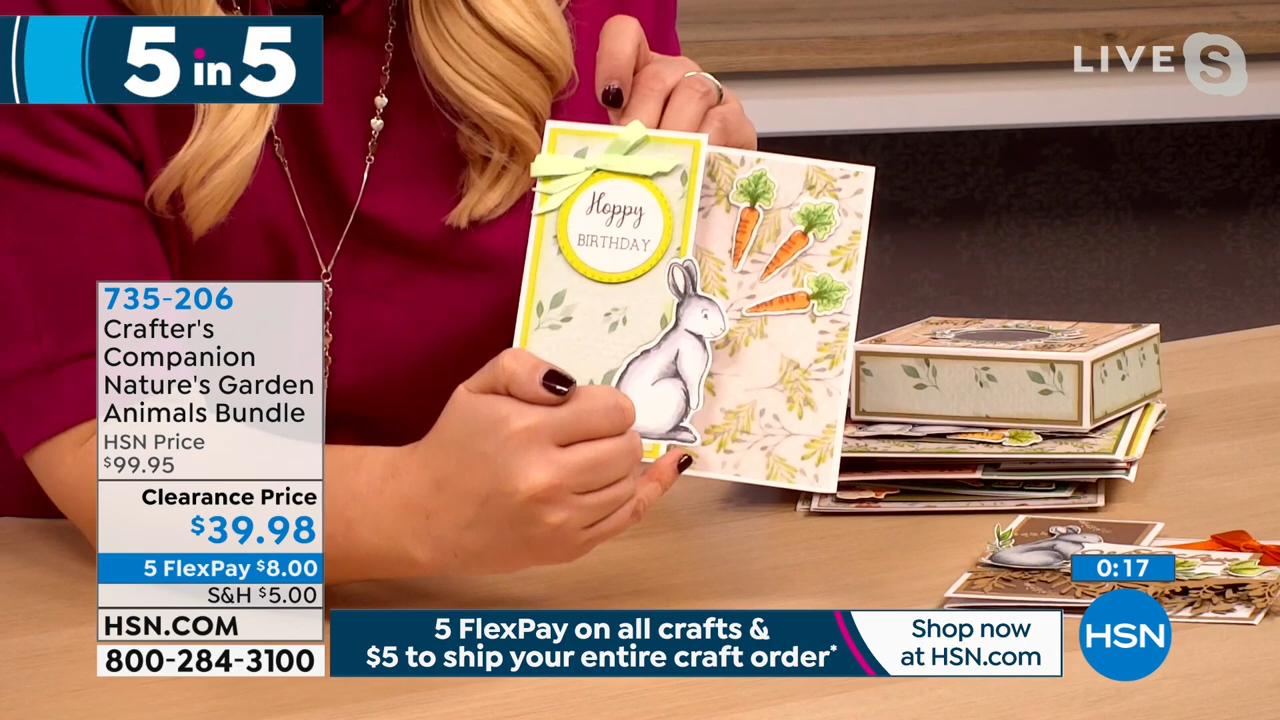 5 in 5
LIVE S
Hoppy
BIRTHDAY
735-206
Crafter's
Companion
Nature's Garden
Animals Bundle
HSN Price
$99.95
Clearance Price
$39.98
5 FlexPay $8.00
S&H $5.00
HSN.COM
800-284-3100
5 FlexPay on all crafts &
$5 to ship your entire craft order*
Shop now
at HSN.com
0:17
HSN